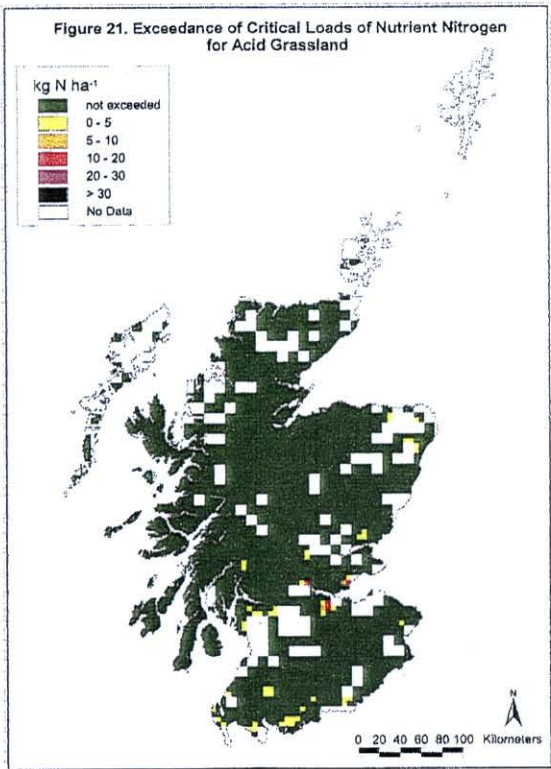 Figure 21. Exceedance of Critical Loads of Nutrient Nitrogen
for Acid Grassland
kg N ha⁻¹
not exceeded
0 - 5
5 - 10
10 - 20
20 - 30
> 30
No Data
N
0 20 40 60 80 100 Kilometers